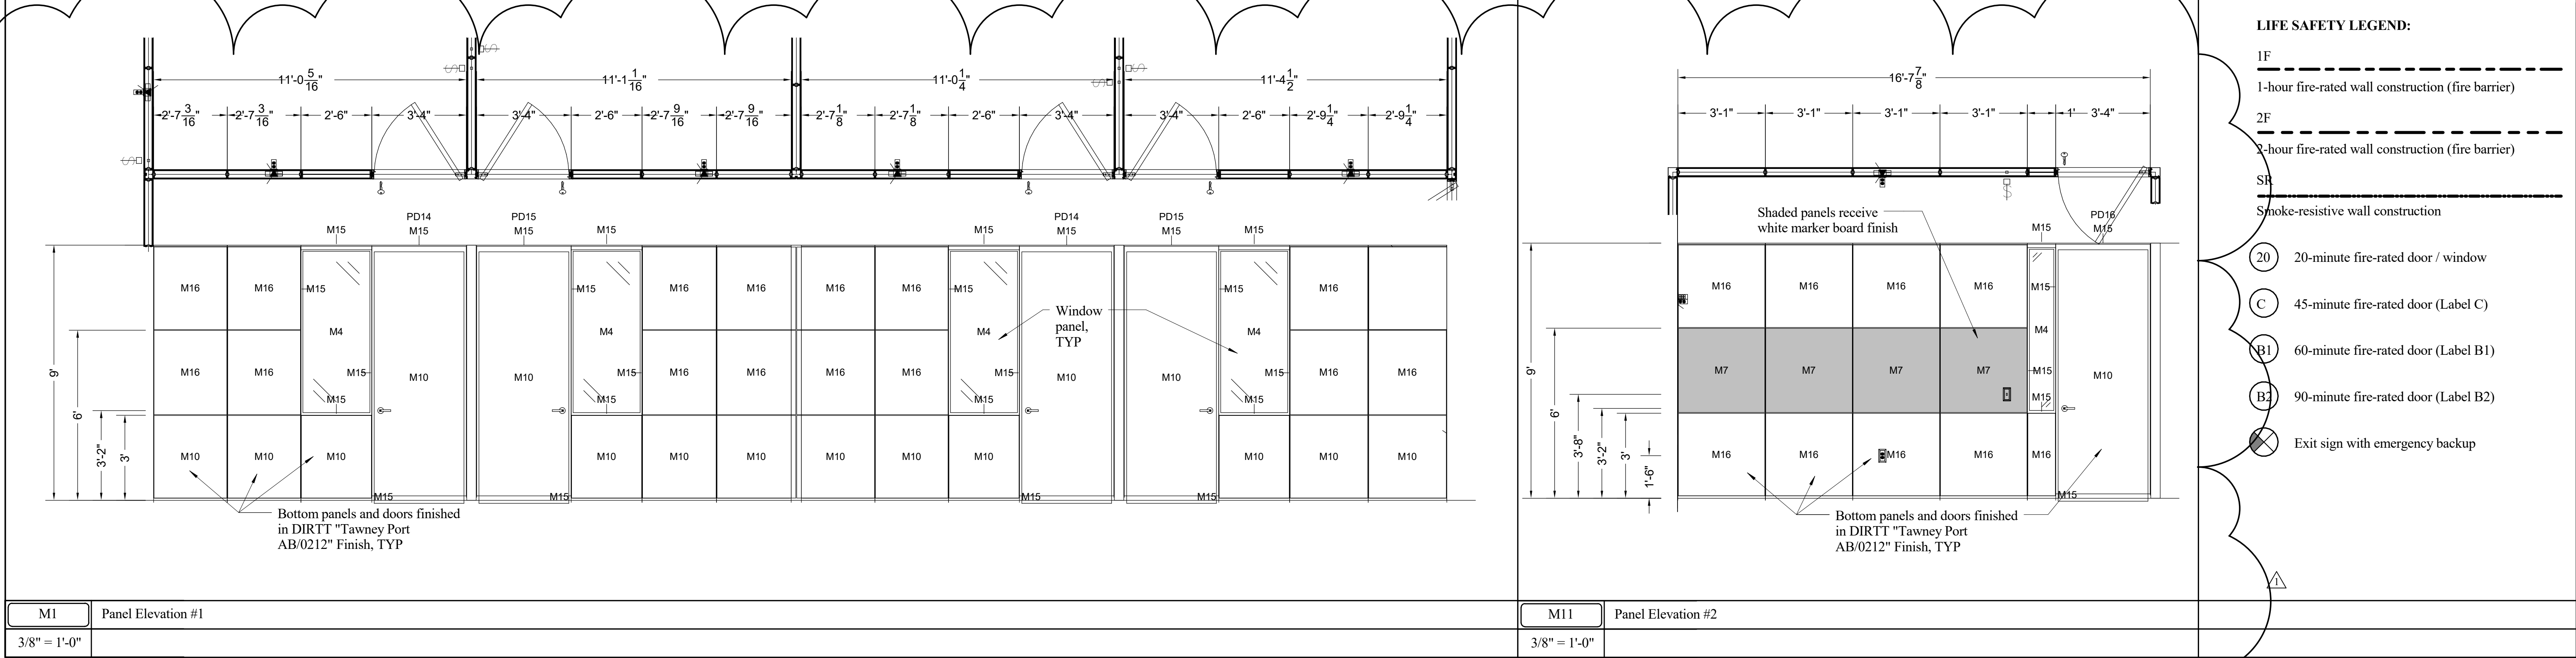 11'-0 5/16" 11'-1 1/16" 11'-0 1/4" 11'-4 1/2"
2'-7 3/16" 2'-7 3/16" 2'-6" 3'-4" 3'-4" 2'-6" 2'-7 9/16" 2'-7 9/16" 2'-7 1/8" 2'-7 1/8" 2'-6" 3'-4" 3'-4" 2'-6" 2'-9 1/4" 2'-9 1/4"
PD14 PD15 PD14 PD15
M15 M15 M15 M15 M15 M15 M15 M15
M16 M16 M15 M15 M16 M16 M16 M16 M15 M15 M16
M4 M4 M4 M4
Window
panel,
TYP
M16 M16 M15 M10 M10 M15 M16 M16 M16 M16 M15 M10 M10 M15 M16 M16
M15 M15 M15 M15
M10 M10 M10 M10 M10 M10 M10 M10 M10 M10 M10 M10
M15 M15 M15 M15
9'
6'
3'-2"
3'
Bottom panels and doors finished
in DIRTT "Tawney Port
AB/0212" Finish, TYP
M1 Panel Elevation #1
3/8" = 1'-0"
16'-7 7/8"
3'-1" 3'-1" 3'-1" 3'-1" 1' 3'-4"
Shaded panels receive
white marker board finish
PD16
M15 M15
M16 M16 M16 M16 M15
M4
M7 M7 M7 M7 M15 M10
M15
M16 M16 M16 M16 M16
M15
9'
6'
3'-8"
3'-2"
3'
1'-6"
Bottom panels and doors finished
in DIRTT "Tawney Port
AB/0212" Finish, TYP
M11 Panel Elevation #2
3/8" = 1'-0"
LIFE SAFETY LEGEND:
1F
1-hour fire-rated wall construction (fire barrier)
2F
2-hour fire-rated wall construction (fire barrier)
SR
Smoke-resistive wall construction
20 20-minute fire-rated door / window
C 45-minute fire-rated door (Label C)
B1 60-minute fire-rated door (Label B1)
B2 90-minute fire-rated door (Label B2)
Exit sign with emergency backup
1